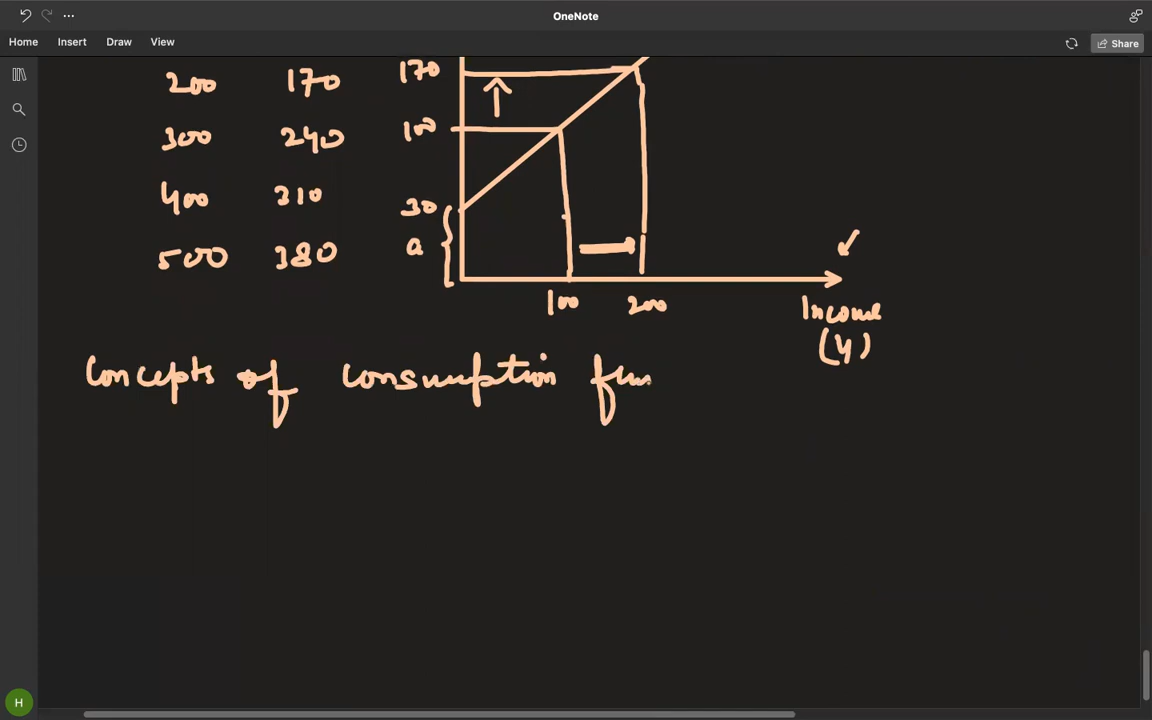 OneNote
Home Insert Draw View
Share
200 170 170
300 240 100
400 310 30
500 380 a
100 200
Income
(Y)
Concepts of consumption fun
H